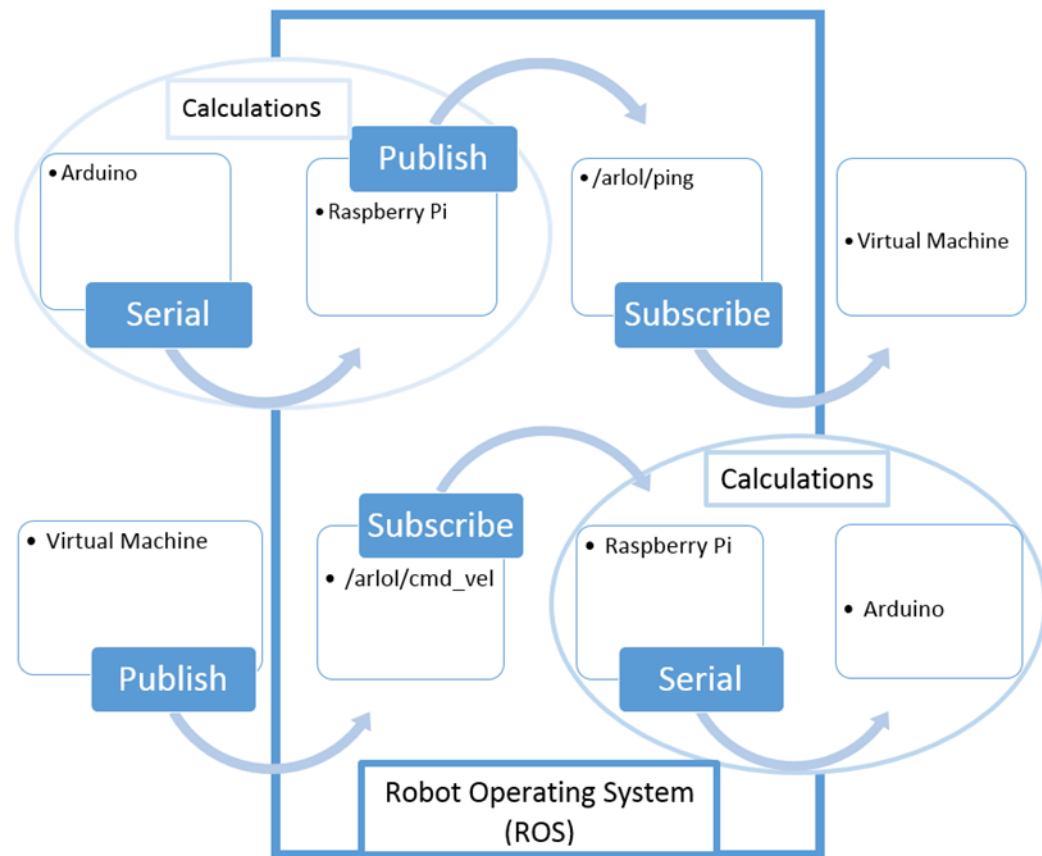 Calculations
• Arduino
Serial
Publish
• Raspberry Pi
• /arlol/ping
Subscribe
• Virtual Machine
• Virtual Machine
Publish
Subscribe
• /arlol/cmd_vel
Calculations
• Raspberry Pi
Serial
• Arduino
Robot Operating System
(ROS)